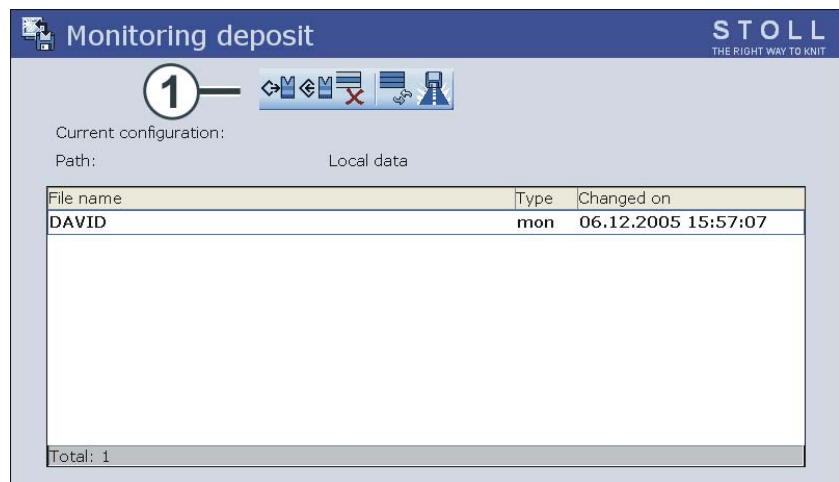 Monitoring deposit
STOLL
THE RIGHT WAY TO KNIT
1
Current configuration:
Path: Local data
File name Type Changed on
DAVID mon 06.12.2005 15:57:07
Total: 1